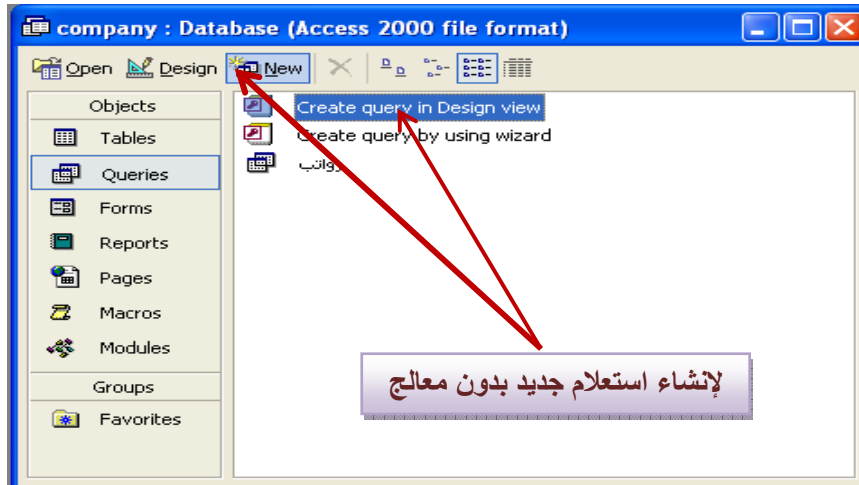 company : Database (Access 2000 file format)
Open Design New
Objects
Tables
Queries
Forms
Reports
Pages
Macros
Modules
Groups
Favorites
Create query in Design view
Create query by using wizard
لإنشاء استعلام جديد بدون معالج